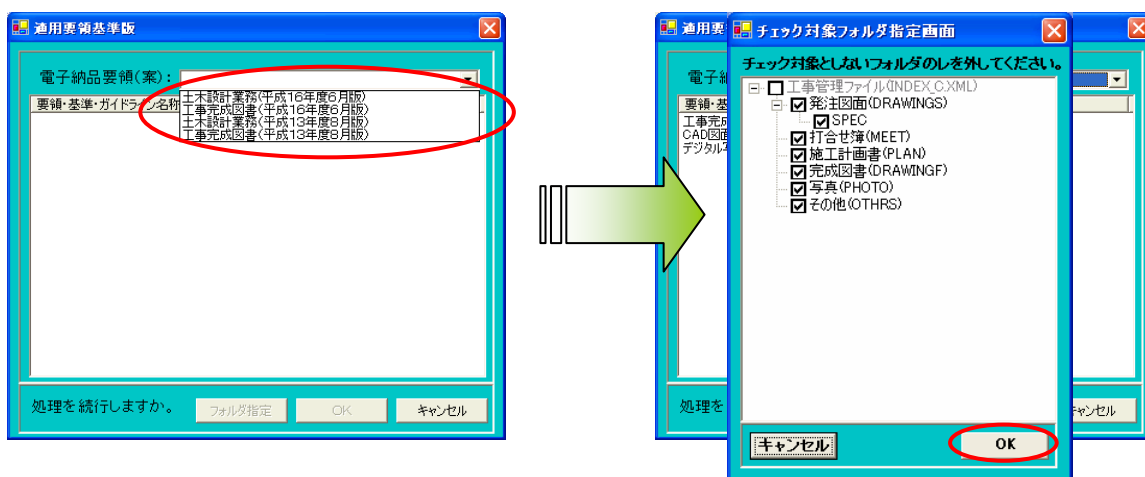 適用要領基準版
電子納品要領(案):
要領・基準・ガイドライン名称
土木設計業務(平成16年度6月版)
工事完成図書(平成16年度6月版)
土木設計業務(平成13年度8月版)
工事完成図書(平成13年度8月版)
処理を続行しますか。
フォルダ指定
OK
キャンセル
適用要
電子納
要領・基
工事完成
CAD図面
デジタル
処理を
キャンセル
チェック対象フォルダ指定画面
チェック対象としないフォルダのレを外してください。
工事管理ファイル(INDEX_C.XML)
発注図面(DRAWINGS)
SPEC
打合せ簿(MEET)
施工計画書(PLAN)
完成図書(DRAWINGF)
写真(PHOTO)
その他(OTHRS)
キャンセル
OK